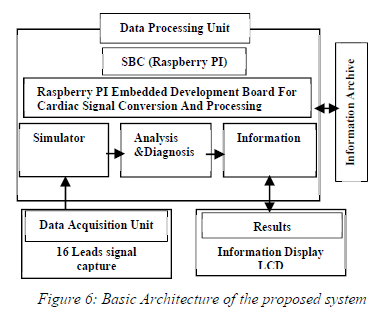 Data Processing Unit
SBC (Raspberry PI)
Raspberry PI Embedded Development Board For
Cardiac Signal Conversion And Processing
Simulator
Analysis
&Diagnosis
Information
Information Archive
Data Acquisition Unit
16 Leads signal
capture
Results
Information Display
LCD
Figure 6: Basic Architecture of the proposed system